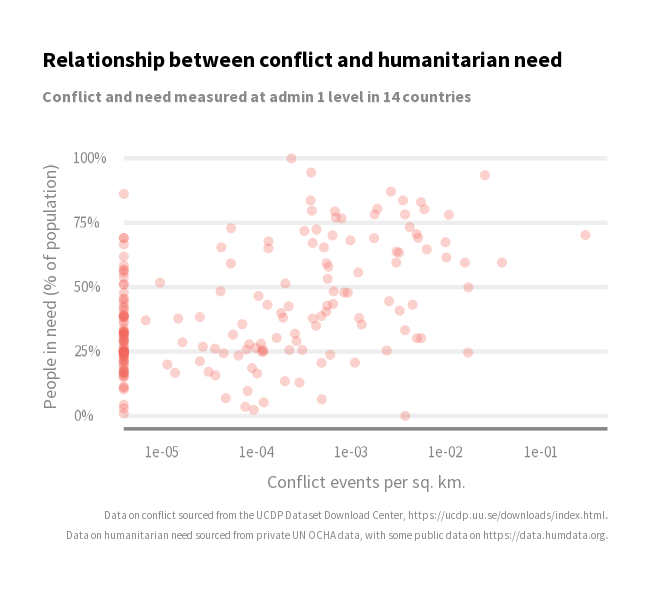 Relationship between conflict and humanitarian need
Conflict and need measured at admin 1 level in 14 countries
People in need (% of population)
100%
75%
50%
25%
0%
1e-05 1e-04 1e-03 1e-02 1e-01
Conflict events per sq. km.
Data on conflict sourced from the UCDP Dataset Download Center, https://ucdp.uu.se/downloads/index.html.
Data on humanitarian need sourced from private UN OCHA data, with some public data on https://data.humdata.org.